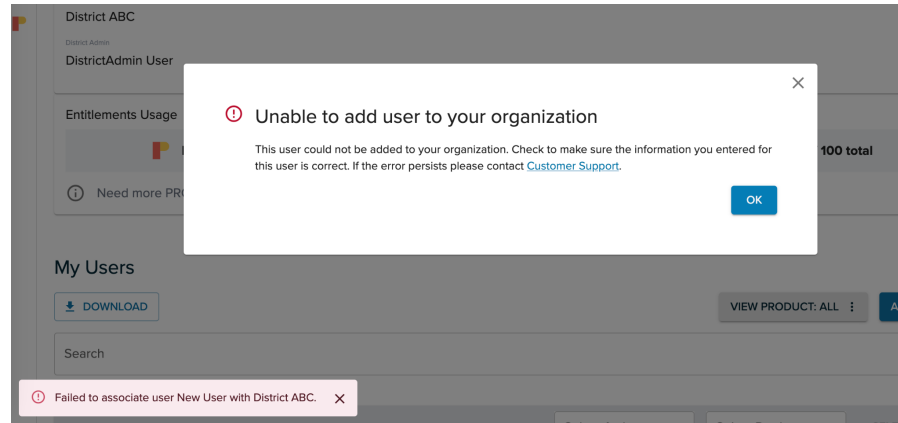 District ABC
District Admin
DistrictAdmin User
Entitlements Usage
100 total
Need more
Unable to add user to your organization
This user could not be added to your organization. Check to make sure the information you entered for
this user is correct. If the error persists please contact Customer Support.
OK
My Users
DOWNLOAD
VIEW PRODUCT: ALL
Search
Failed to associate user New User with District ABC.